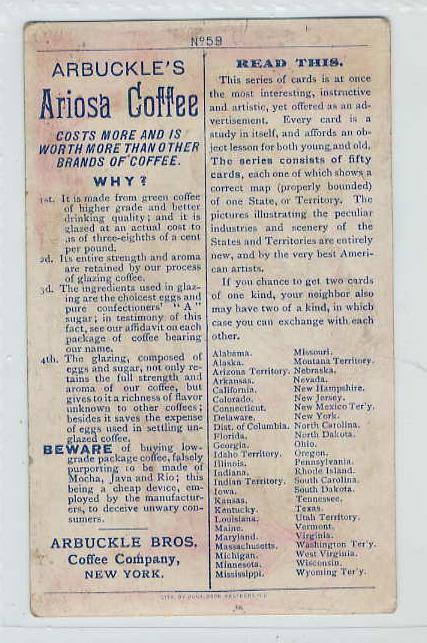 No 59
ARBUCKLE'S
Ariosa Coffee
COSTS MORE AND IS
WORTH MORE THAN OTHER
BRANDS OF COFFEE.
WHY?
1st. It is made from green coffee
of higher grade and better
drinking quality; and it is
glazed at an actual cost to
us of three-eighths of a cent
per pound.
2d. Its entire strength and aroma
are retained by our process
of glazing coffee.
3d. The ingredients used in glaz-
ing are the choicest eggs and
pure confectioners' "A"
sugar; in testimony of this
fact, see our affidavit on each
package of coffee bearing
our name.
4th. The glazing, composed of
eggs and sugar, not only re-
tains the full strength and
aroma of our coffee, but
gives to it a richness of flavor
unknown to other coffees;
besides it saves the expense
of eggs used in settling un-
glazed coffee.
BEWARE of buying low-
grade package coffee, falsely
purporting to be made of
Mocha, Java and Rio; this
being a cheap device, em-
ployed by the manufactur-
ers, to deceive unwary con-
sumers.
ARBUCKLE BROS.
Coffee Company,
NEW YORK.
READ THIS.
This series of cards is at once
the most interesting, instructive
and artistic, yet offered as an ad-
vertisement. Every card is a
study in itself, and affords an ob-
ject lesson for both young and old.
The series consists of fifty
cards, each one of which shows a
correct map (properly bounded)
of one State, or Territory. The
pictures illustrating the peculiar
industries and scenery of the
States and Territories are entirely
new, and by the very best Ameri-
can artists.
If you chance to get two cards
of one kind, your neighbor also
may have two of a kind, in which
case you can exchange with each
other.
Alabama.
Alaska.
Arizona Territory.
Arkansas.
California.
Colorado.
Connecticut.
Delaware.
Dist. of Columbia.
Florida.
Georgia.
Idaho Territory.
Illinois.
Indiana.
Indian Territory.
Iowa.
Kansas.
Kentucky.
Louisiana.
Maine.
Maryland.
Massachusetts.
Michigan.
Minnesota.
Mississippi.
Missouri.
Montana Territory.
Nebraska.
Nevada.
New Hampshire.
New Jersey.
New Mexico Ter'y.
New York.
North Carolina.
North Dakota.
Ohio.
Oregon.
Pennsylvania.
Rhode Island.
South Carolina.
South Dakota.
Tennessee.
Texas.
Utah Territory.
Vermont.
Virginia.
Washington Ter'y.
West Virginia.
Wisconsin.
Wyoming Ter'y.
LITH. BY DONALDSON BROTHERS, N.Y.